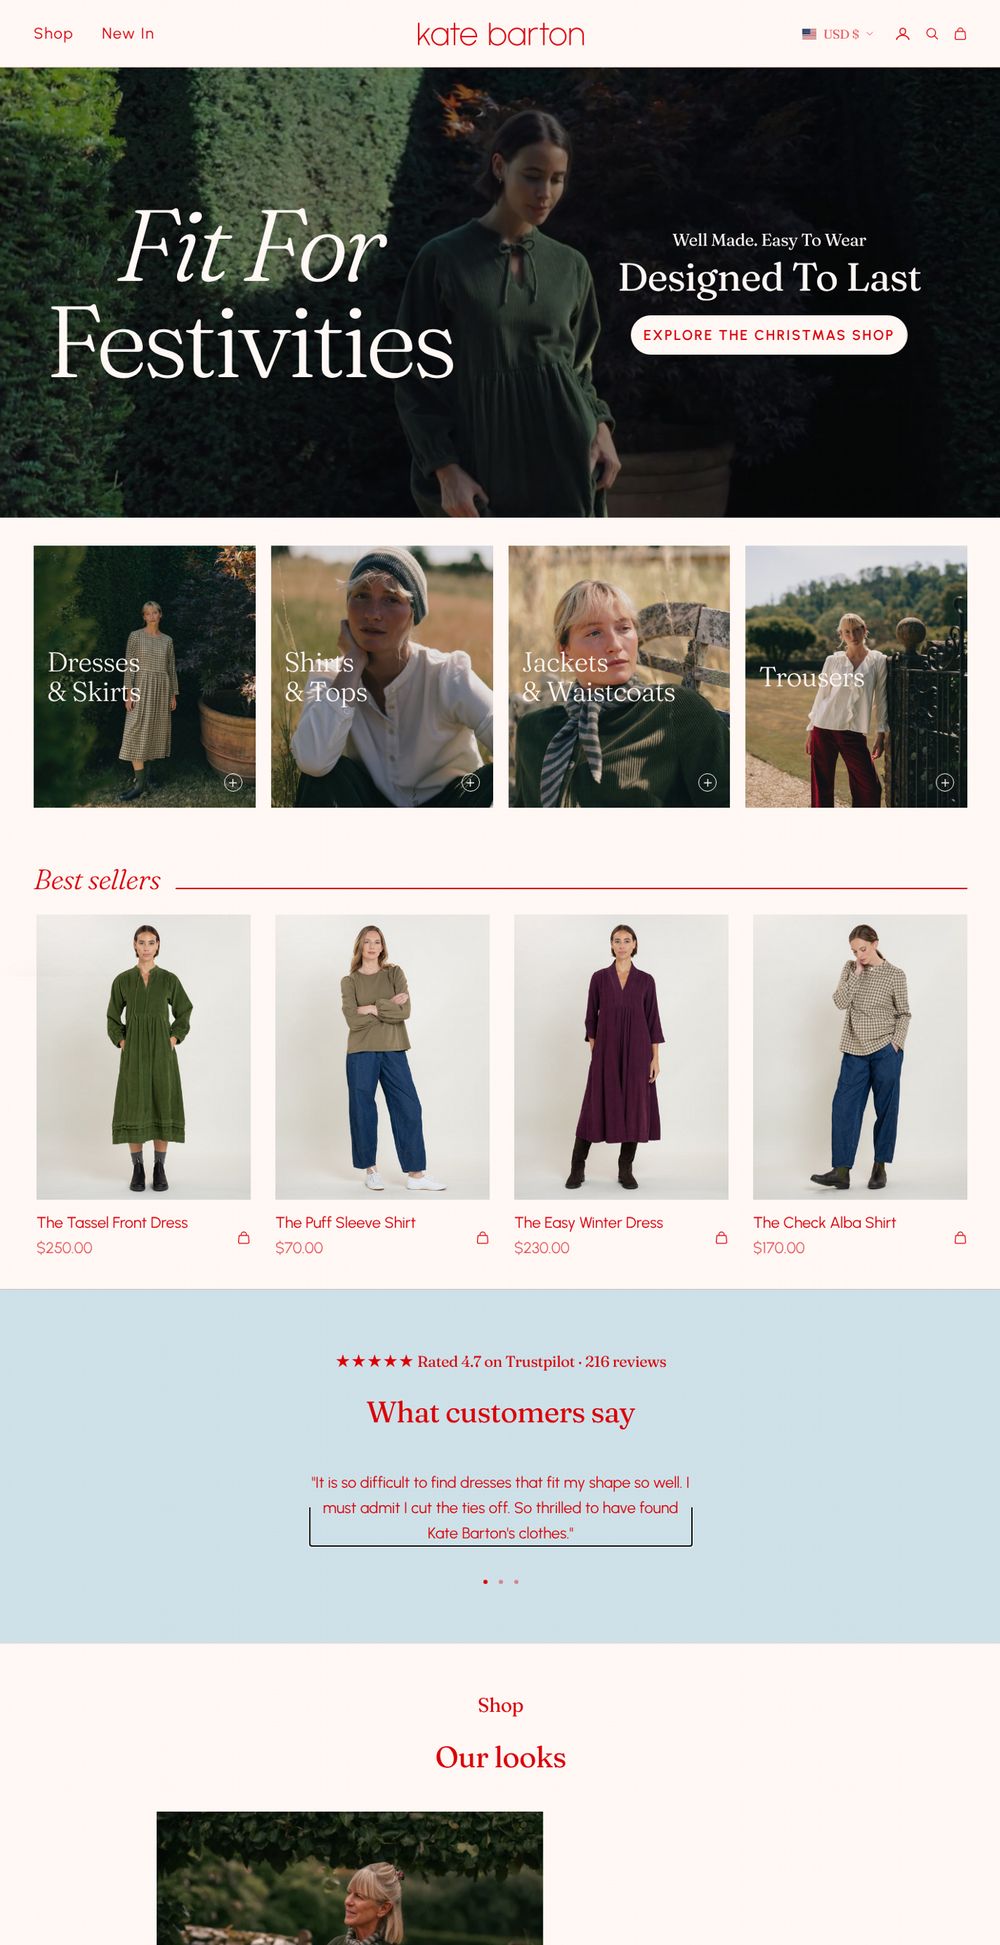 Shop
New In
kate barton
USD $
Fit For
Festivities
Well Made. Easy To Wear
Designed To Last
EXPLORE THE CHRISTMAS SHOP
Dresses
& Skirts
Shirts
& Tops
Jackets
& Waistcoats
Trousers
Best sellers
The Tassel Front Dress
$250.00
The Puff Sleeve Shirt
$70.00
The Easy Winter Dress
$230.00
The Check Alba Shirt
$170.00
★★★★★ Rated 4.7 on Trustpilot · 216 reviews
What customers say
"It is so difficult to find dresses that fit my shape so well. I
must admit I cut the ties off. So thrilled to have found
Kate Barton's clothes."
Shop
Our looks